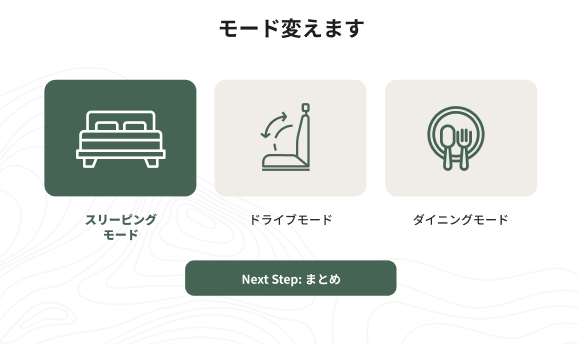 モード変えます
スリーピング
モード
ドライブモード
ダイニングモード
Next Step: まとめ